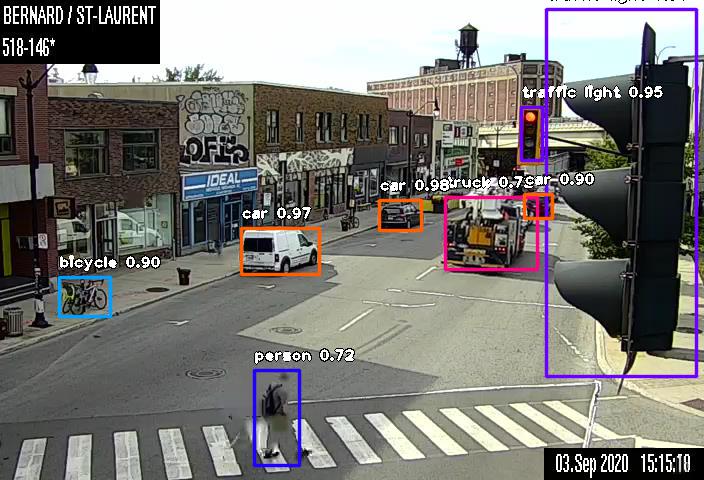 BERNARD / ST-LAURENT
518-146*
traffic light 0.95
car 0.98
truck 0.7
car 0.90
IDEAL
car 0.97
bicycle 0.90
person 0.72
03.Sep 2020 15:15:10